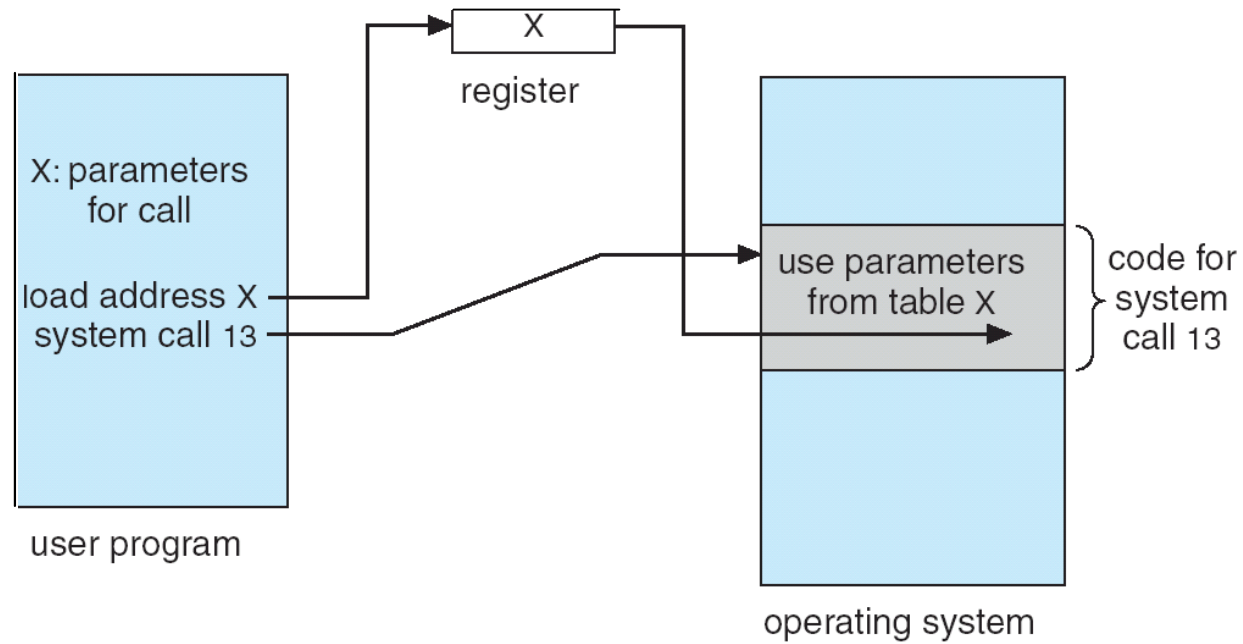 X
register
X: parameters
for call
load address X
system call 13
use parameters
from table X
code for
system
call 13
user program
operating system